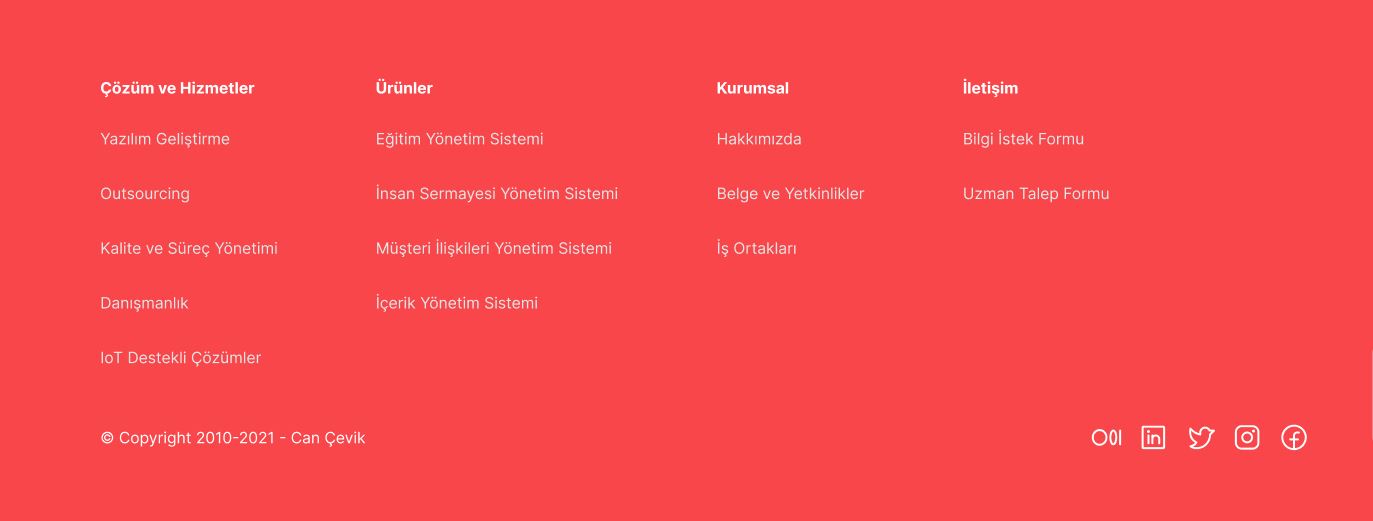 Çözüm ve Hizmetler
Yazılım Geliştirme
Outsourcing
Kalite ve Süreç Yönetimi
Danışmanlık
IoT Destekli Çözümler
Ürünler
Eğitim Yönetim Sistemi
İnsan Sermayesi Yönetim Sistemi
Müşteri İlişkileri Yönetim Sistemi
İçerik Yönetim Sistemi
Kurumsal
Hakkımızda
Belge ve Yetkinlikler
İş Ortakları
İletişim
Bilgi İstek Formu
Uzman Talep Formu
© Copyright 2010-2021 - Can Çevik